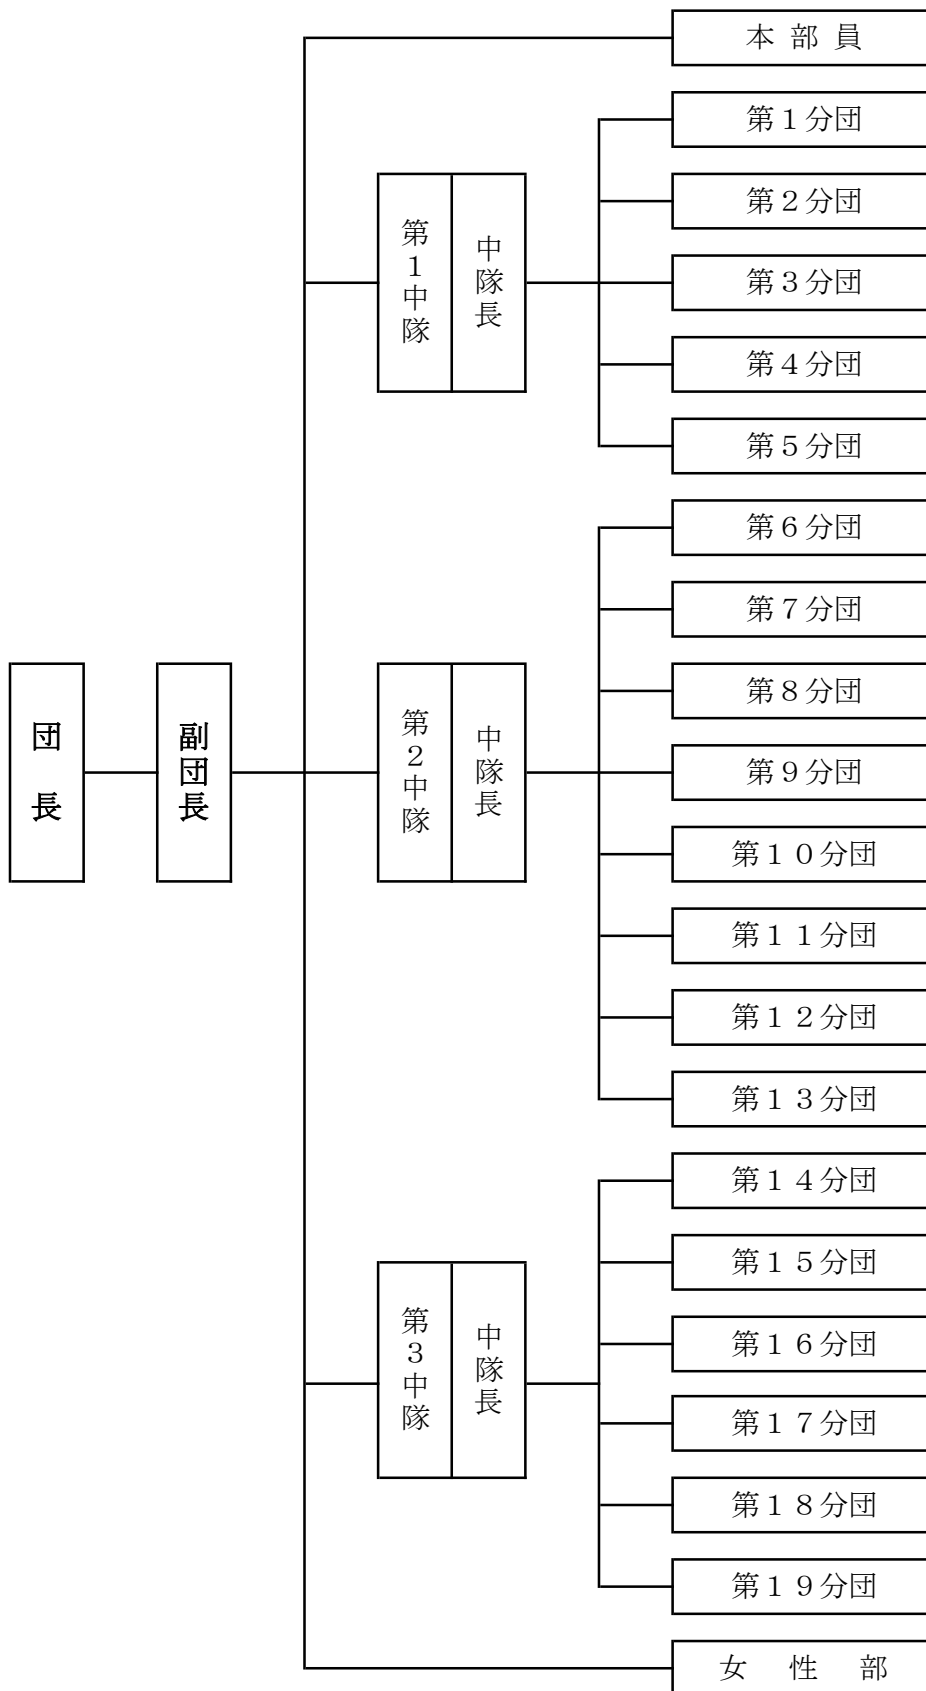 団長
副団長
本部員
第１中隊
中隊長
第１分団
第２分団
第３分団
第４分団
第５分団
第２中隊
中隊長
第６分団
第７分団
第８分団
第９分団
第１０分団
第１１分団
第１２分団
第１３分団
第３中隊
中隊長
第１４分団
第１５分団
第１６分団
第１７分団
第１８分団
第１９分団
女性部